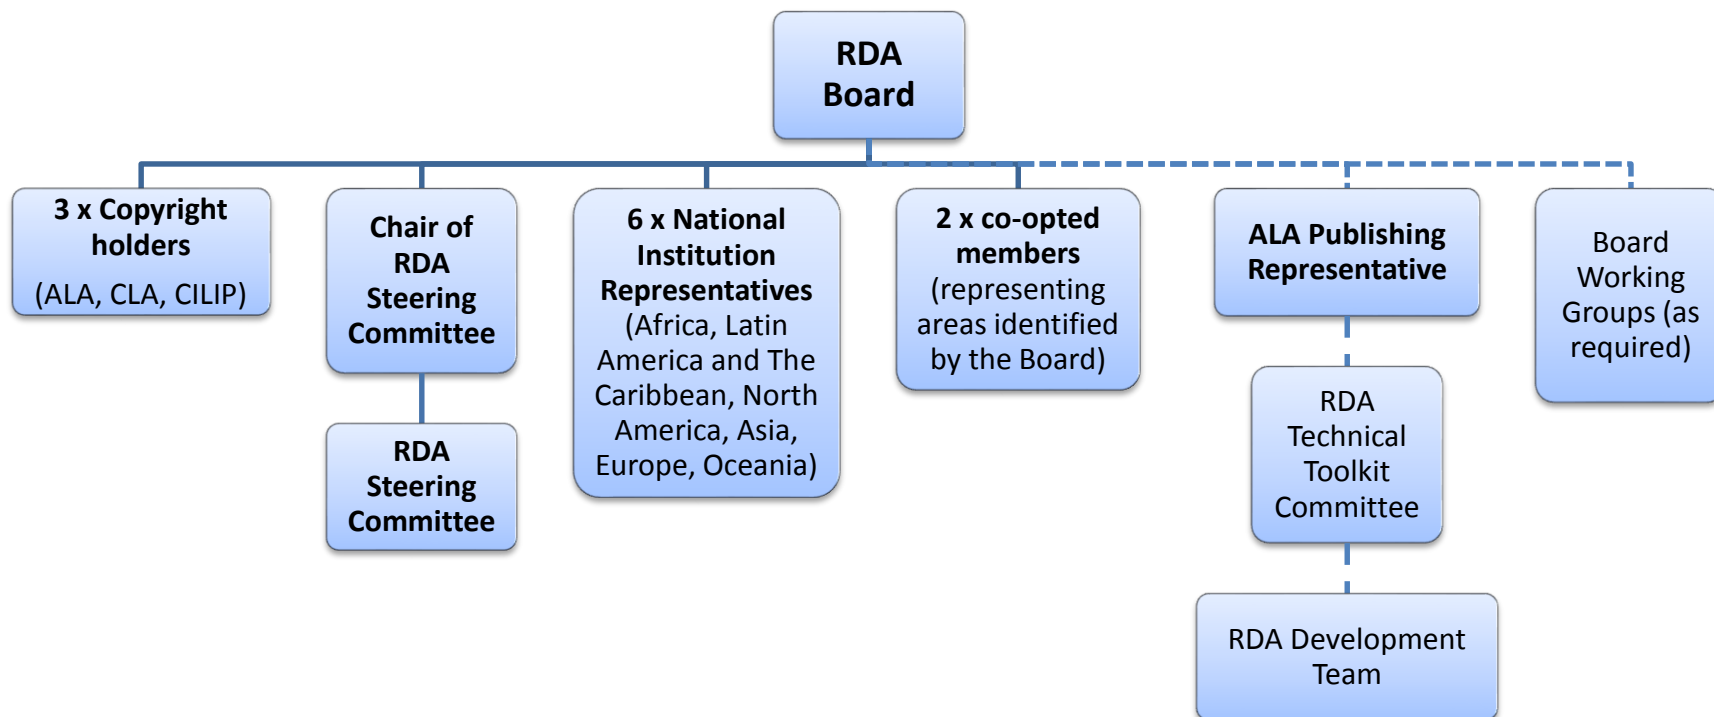 RDA
Board
3 x Copyright
holders
(ALA, CLA, CILIP)
Chair of
RDA
Steering
Committee
RDA
Steering
Committee
6 x National
Institution
Representatives
(Africa, Latin
America and The
Caribbean, North
America, Asia,
Europe, Oceania)
2 x co-opted
members
(representing
areas identified
by the Board)
ALA Publishing
Representative
RDA
Technical
Toolkit
Committee
RDA Development
Team
Board
Working
Groups (as
required)